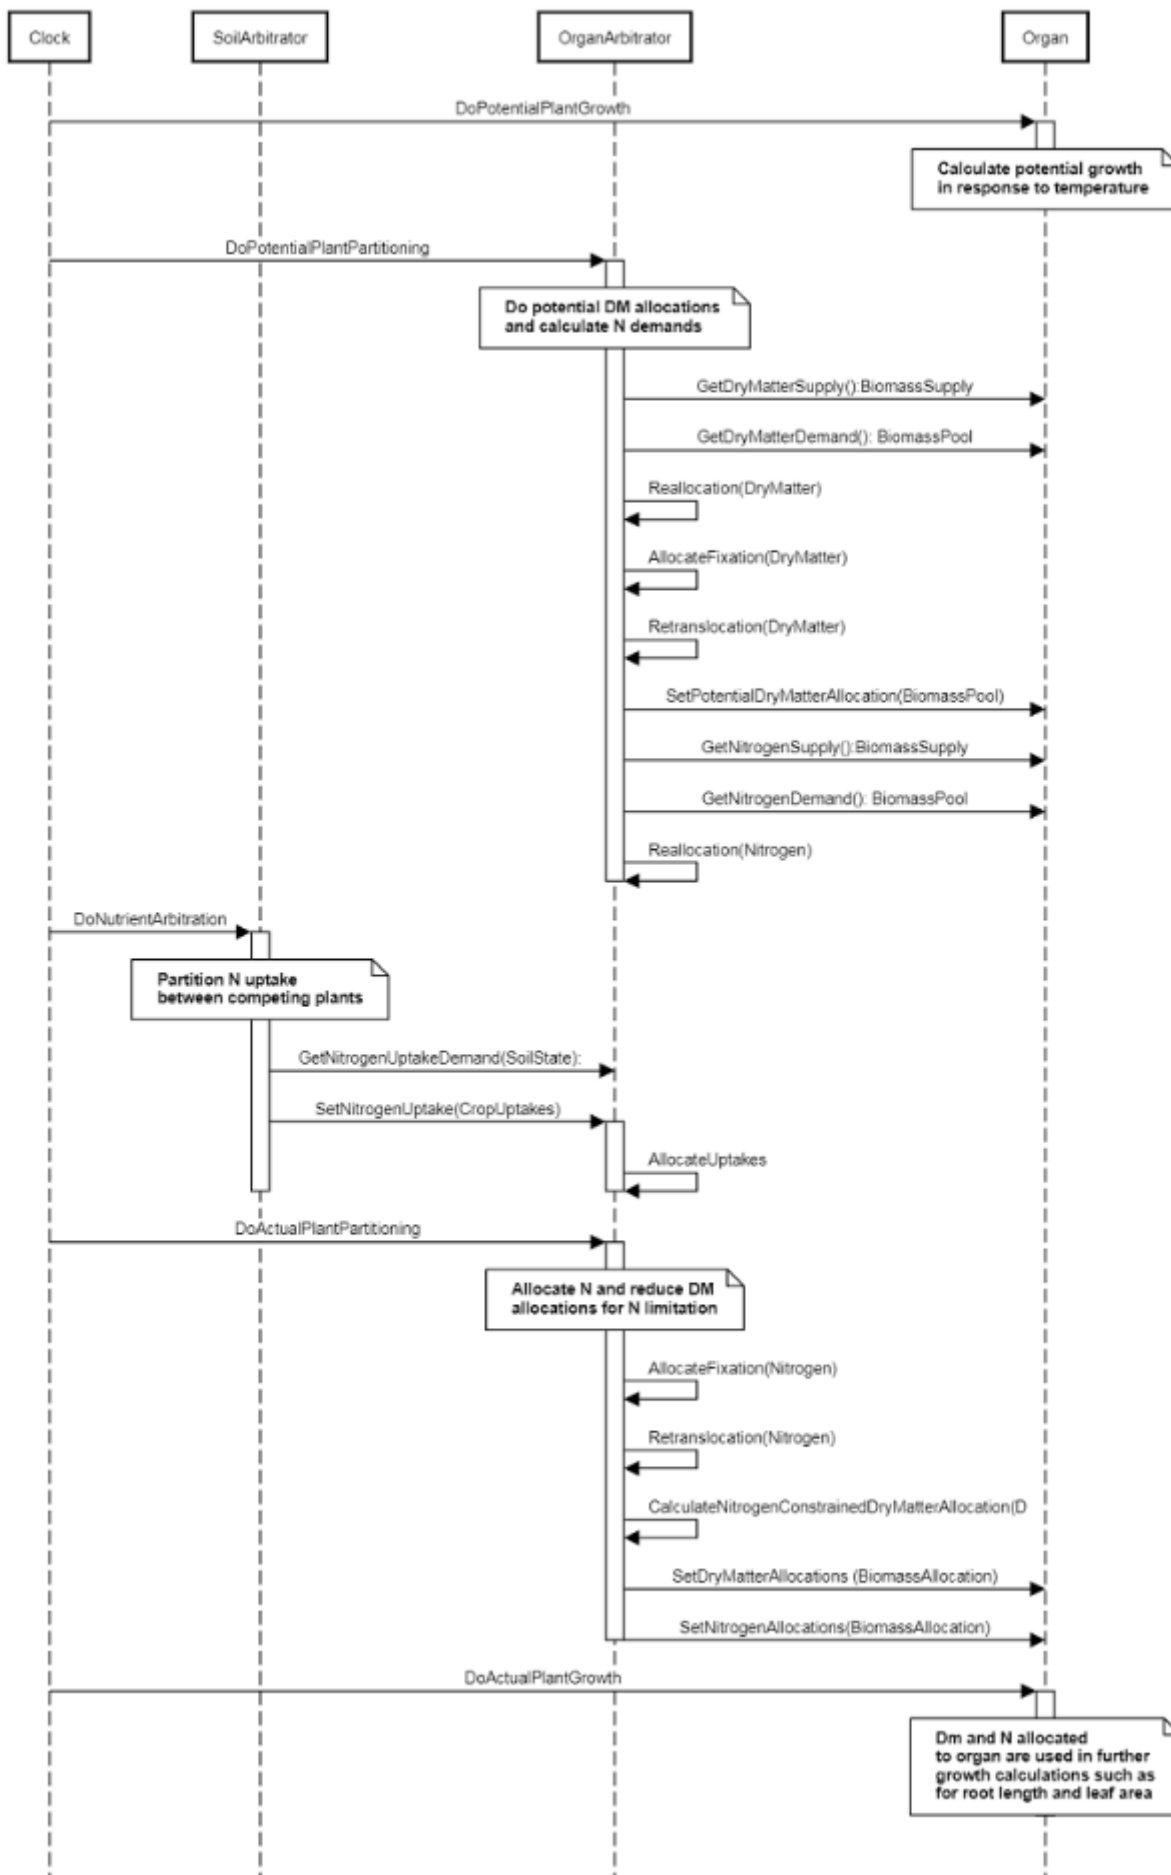 Clock
SoilArbitrator
OrganArbitrator
Organ
DoPotentialPlantGrowth
Calculate potential growth
in response to temperature
DoPotentialPlantPartitioning
Do potential DM allocations
and calculate N demands
GetDryMatterSupply():BiomassSupply
GetDryMatterDemand(): BiomassPool
Reallocation(DryMatter)
AllocateFixation(DryMatter)
Retranslocation(DryMatter)
SetPotentialDryMatterAllocation(BiomassPool)
GetNitrogenSupply():BiomassSupply
GetNitrogenDemand(): BiomassPool
Reallocation(Nitrogen)
DoNutrientArbitration
Partition N uptake
between competing plants
GetNitrogenUptakeDemand(SoilState):
SetNitrogenUptake(CropUptakes)
AllocateUptakes
DoActualPlantPartitioning
Allocate N and reduce DM
allocations for N limitation
AllocateFixation(Nitrogen)
Retranslocation(Nitrogen)
CalculateNitrogenConstrainedDryMatterAllocation(D
SetDryMatterAllocations (BiomassAllocation)
SetNitrogenAllocations(BiomassAllocation)
DoActualPlantGrowth
Dm and N allocated
to organ are used in further
growth calculations such as
for root length and leaf area